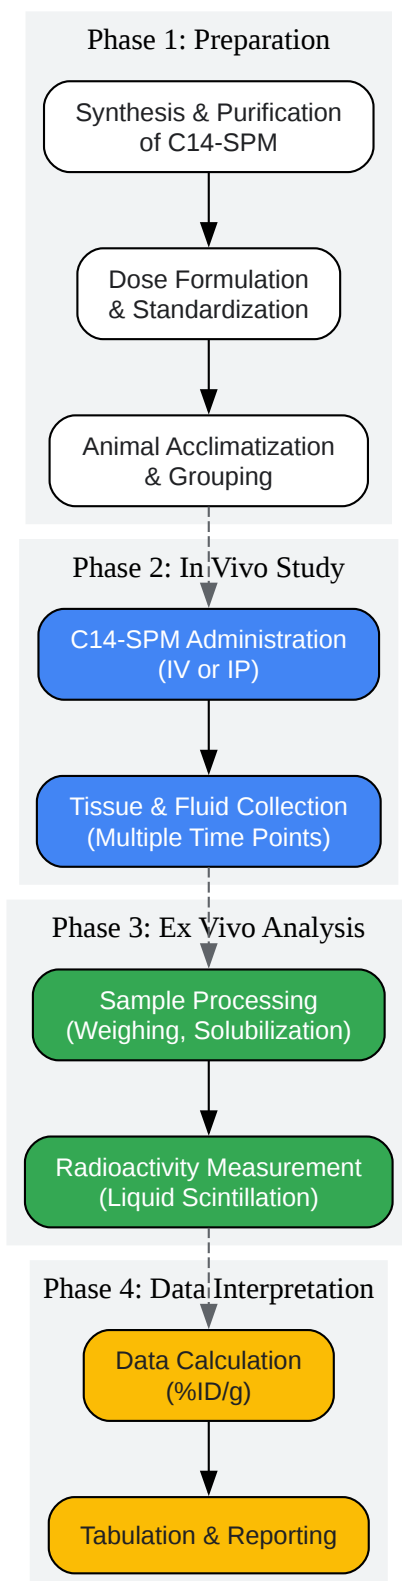 Phase 1: Preparation
Synthesis & Purification
of C14-SPM
Dose Formulation
& Standardization
Animal Acclimatization
& Grouping
Phase 2: In Vivo Study
C14-SPM Administration
(IV or IP)
Tissue & Fluid Collection
(Multiple Time Points)
Phase 3: Ex Vivo Analysis
Sample Processing
(Weighing, Solubilization)
Radioactivity Measurement
(Liquid Scintillation)
Phase 4: Data Interpretation
Data Calculation
(%ID/g)
Tabulation & Reporting